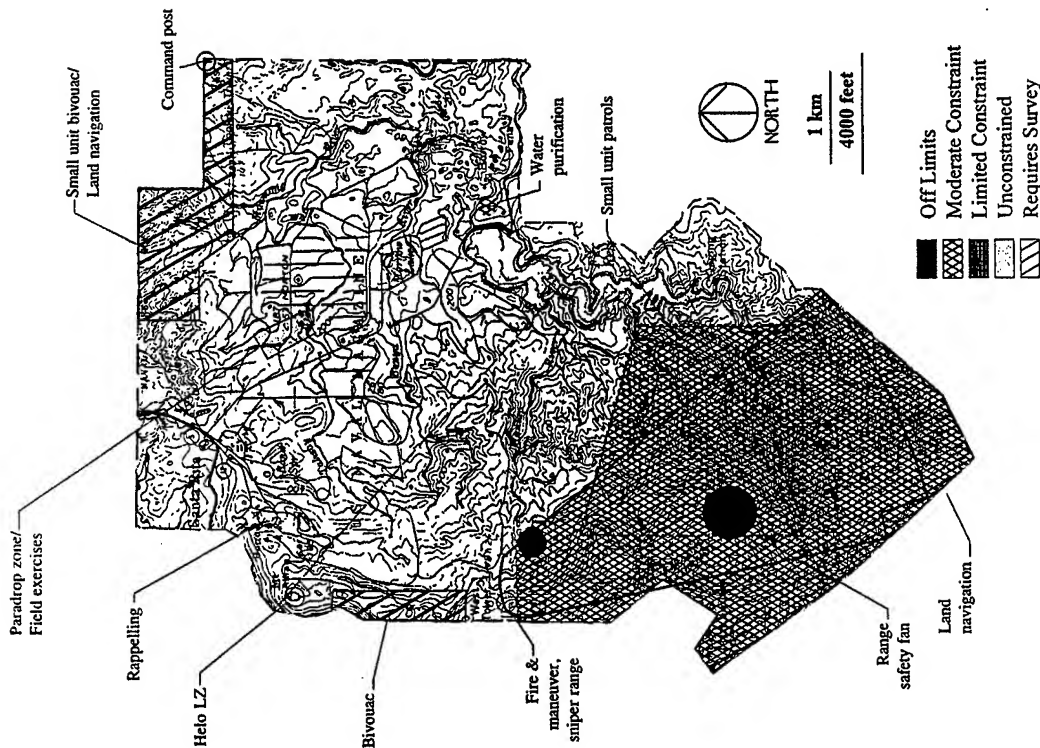 Paradrop zone/
Field exercises
Small unit bivouac/
Land navigation
Command post
Rappelling
Helo LZ
Bivouac
Fire &
maneuver,
sniper range
Water
purification
Small unit patrols
Range
safety fan
Land
navigation
NORTH
1 km
4000 feet
Off Limits
Moderate Constraint
Limited Constraint
Unconstrained
Requires Survey